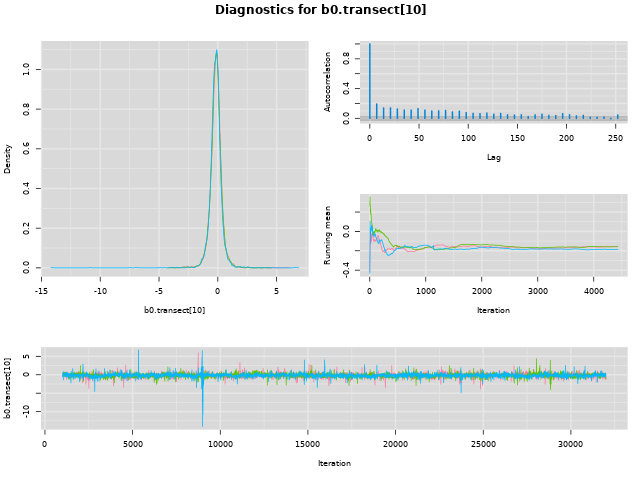 Diagnostics for b0.transect[10]
Density
0.0 0.2 0.4 0.6 0.8 1.0
-15 -10 -5 0 5
b0.transect[10]
Autocorrelation
0.0 0.4 0.8
0 50 100 150 200 250
Lag
Running mean
-0.4 0.0
0 1000 2000 3000 4000
Iteration
b0.transect[10]
-10 0 5
0 5000 10000 15000 20000 25000 30000
Iteration